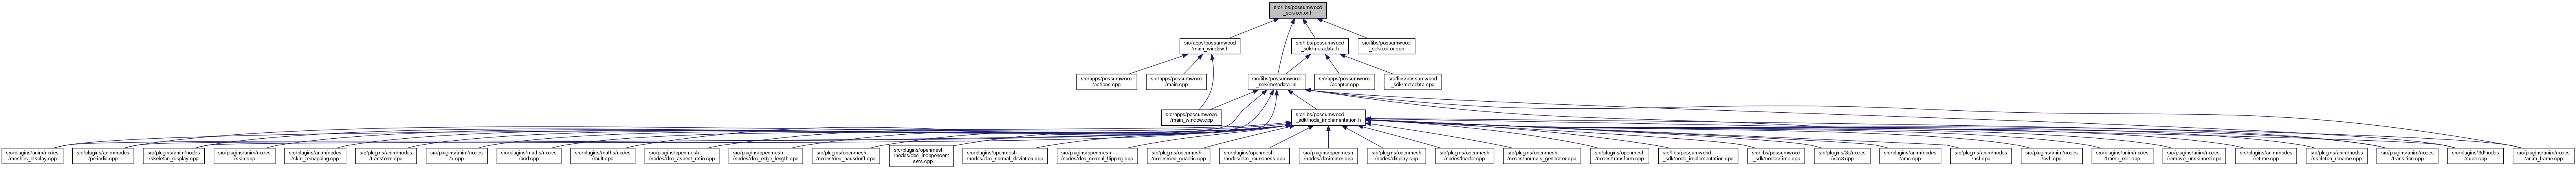 src/libs/possumwood
_sdk/editor.h
src/apps/possumwood
/main_window.h
src/libs/possumwood
_sdk/metadata.h
src/libs/possumwood
_sdk/editor.cpp
src/apps/possumwood
/actions.cpp
src/apps/possumwood
/main.cpp
src/libs/possumwood
_sdk/metadata.inl
src/apps/possumwood
/adaptor.cpp
src/libs/possumwood
_sdk/metadata.cpp
src/apps/possumwood
/main_window.cpp
src/libs/possumwood
_sdk/node_implementation.h
src/plugins/anim/nodes
/meshes_display.cpp
src/plugins/anim/nodes
/periodic.cpp
src/plugins/anim/nodes
/skeleton_display.cpp
src/plugins/anim/nodes
/skin.cpp
src/plugins/anim/nodes
/skin_remapping.cpp
src/plugins/anim/nodes
/transform.cpp
src/plugins/anim/nodes
/x.cpp
src/plugins/maths/nodes
/add.cpp
src/plugins/maths/nodes
/mult.cpp
src/plugins/openmesh
/nodes/dec_aspect_ratio.cpp
src/plugins/openmesh
/nodes/dec_edge_length.cpp
src/plugins/openmesh
/nodes/dec_hausdorff.cpp
src/plugins/openmesh
/nodes/dec_independent
_sets.cpp
src/plugins/openmesh
/nodes/dec_normal_deviation.cpp
src/plugins/openmesh
/nodes/dec_normal_flipping.cpp
src/plugins/openmesh
/nodes/dec_quadric.cpp
src/plugins/openmesh
/nodes/dec_roundness.cpp
src/plugins/openmesh
/nodes/decimater.cpp
src/plugins/openmesh
/nodes/display.cpp
src/plugins/openmesh
/nodes/loader.cpp
src/plugins/openmesh
/nodes/normals_generator.cpp
src/plugins/openmesh
/nodes/transform.cpp
src/libs/possumwood
_sdk/node_implementation.cpp
src/libs/possumwood
_sdk/nodes/time.cpp
src/plugins/3d/nodes
/vec3.cpp
src/plugins/anim/nodes
/amc.cpp
src/plugins/anim/nodes
/asf.cpp
src/plugins/anim/nodes
/bvh.cpp
src/plugins/anim/nodes
/frame_edit.cpp
src/plugins/anim/nodes
/remove_unskinned.cpp
src/plugins/anim/nodes
/retime.cpp
src/plugins/anim/nodes
/skeleton_rename.cpp
src/plugins/anim/nodes
/transition.cpp
src/plugins/3d/nodes
/cube.cpp
src/plugins/anim/nodes
/anim_frame.cpp